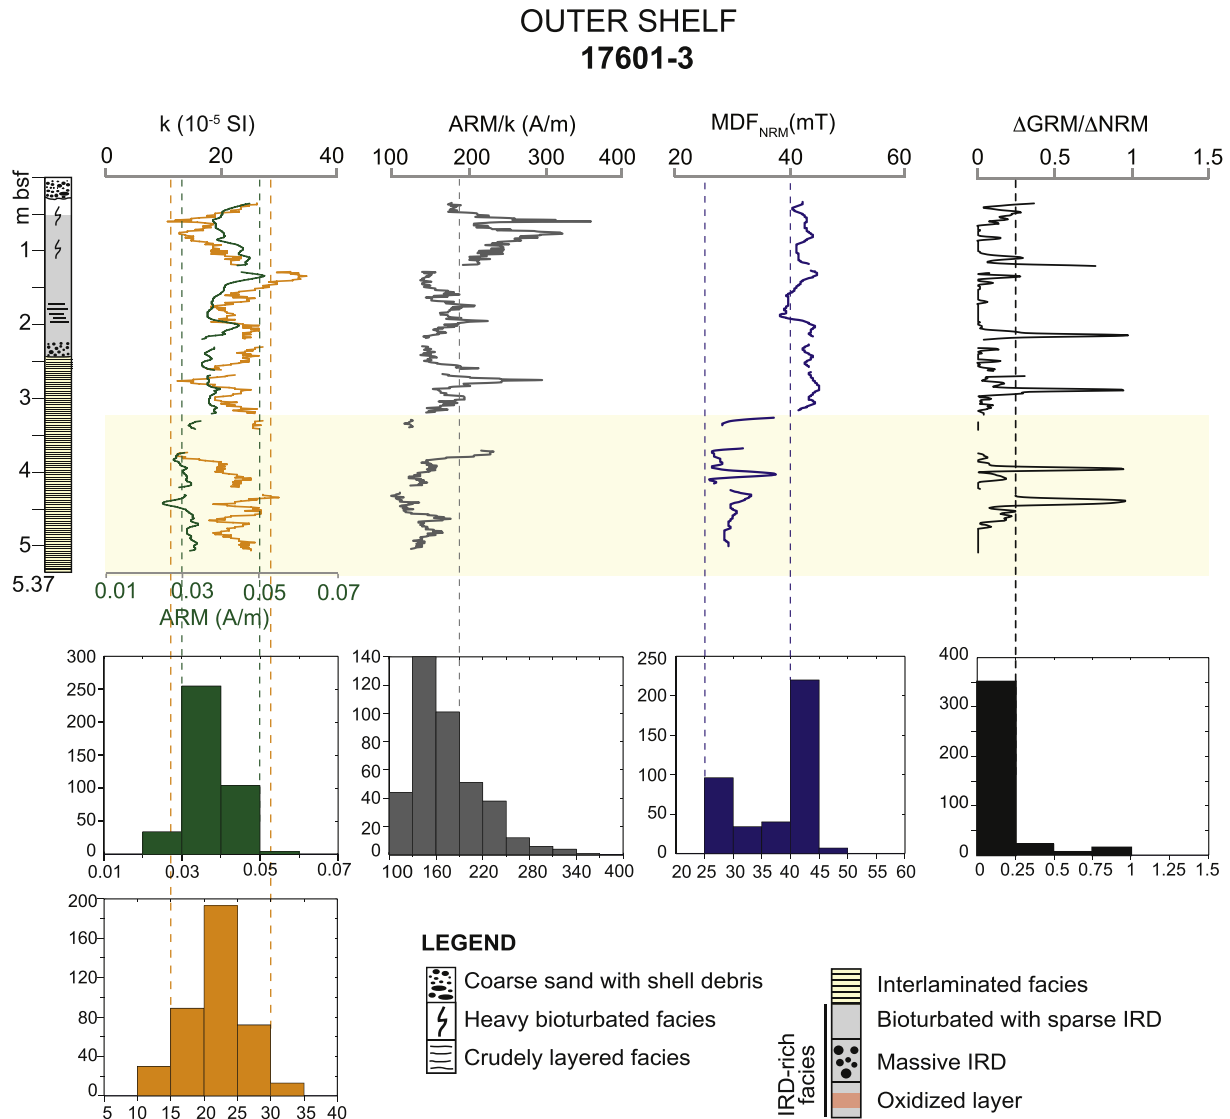 OUTER SHELF
17601-3
k (10-5 SI)
ARM/k (A/m)
MDFNRM(mT)
ΔGRM/ΔNRM
0 20 40
100 200 300 400
20 40 60
0 0.5 1 1.5
m bsf
1
2
3
4
5
5.37
0.01 0.03 0.05 0.07
ARM (A/m)
300
250
200
150
100
50
0
0.01 0.03 0.05 0.07
140
120
100
80
60
40
20
0
100 160 220 280 340 400
250
200
150
100
50
0
20 25 30 35 40 45 50 55 60
400
300
200
100
0
0 0.25 0.5 0.75 1 1.25 1.5
200
160
120
80
40
0
5 10 15 20 25 30 35 40
LEGEND
Coarse sand with shell debris
Heavy bioturbated facies
Crudely layered facies
Interlaminated facies
IRD-rich
facies
Bioturbated with sparse IRD
Massive IRD
Oxidized layer